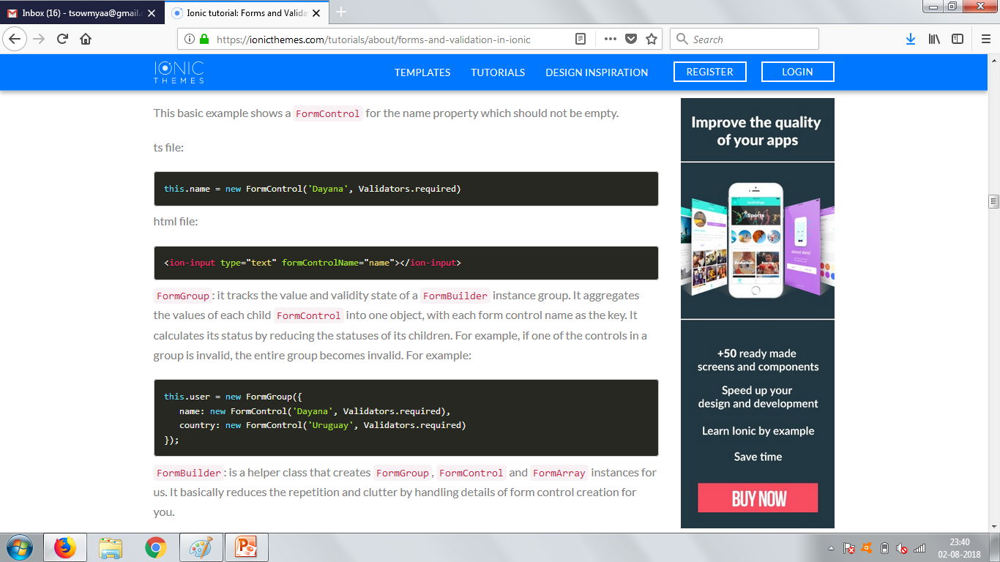 Inbox (16) - tsowmyaa@gmail.c
Ionic tutorial: Forms and Valida
https://ionicthemes.com/tutorials/about/forms-and-validation-in-ionic
Search
IONIC
THEMES
TEMPLATES
TUTORIALS
DESIGN INSPIRATION
REGISTER
LOGIN
This basic example shows a FormControl for the name property which should not be empty.
ts file:
this.name = new FormControl('Dayana', Validators.required)
html file:
<ion-input type="text" formControlName="name"></ion-input>
FormGroup: it tracks the value and validity state of a FormBuilder instance group. It aggregates
the values of each child FormControl into one object, with each form control name as the key. It
calculates its status by reducing the statuses of its children. For example, if one of the controls in a
group is invalid, the entire group becomes invalid. For example:
this.user = new FormGroup({
name: new FormControl('Dayana', Validators.required),
country: new FormControl('Uruguay', Validators.required)
});
FormBuilder: is a helper class that creates FormGroup, FormControl and FormArray instances for
us. It basically reduces the repetition and clutter by handling details of form control creation for
you.
Improve the quality
of your apps
Sports
+50 ready made
screens and components
Speed up your
design and development
Learn Ionic by example
Save time
BUY NOW
23:40
02-08-2018